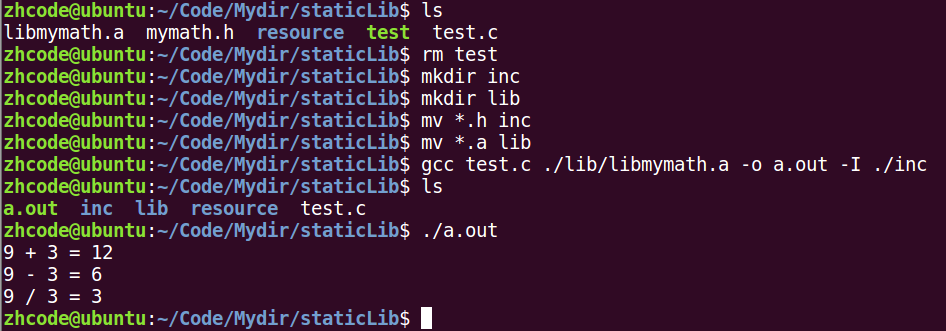 zhcode@ubuntu:~/Code/Mydir/staticLib$ ls
libmymath.a  mymath.h  resource  test  test.c
zhcode@ubuntu:~/Code/Mydir/staticLib$ rm test
zhcode@ubuntu:~/Code/Mydir/staticLib$ mkdir inc
zhcode@ubuntu:~/Code/Mydir/staticLib$ mkdir lib
zhcode@ubuntu:~/Code/Mydir/staticLib$ mv *.h inc
zhcode@ubuntu:~/Code/Mydir/staticLib$ mv *.a lib
zhcode@ubuntu:~/Code/Mydir/staticLib$ gcc test.c ./lib/libmymath.a -o a.out -I ./inc
zhcode@ubuntu:~/Code/Mydir/staticLib$ ls
a.out  inc  lib  resource  test.c
zhcode@ubuntu:~/Code/Mydir/staticLib$ ./a.out
9 + 3 = 12
9 - 3 = 6
9 / 3 = 3
zhcode@ubuntu:~/Code/Mydir/staticLib$